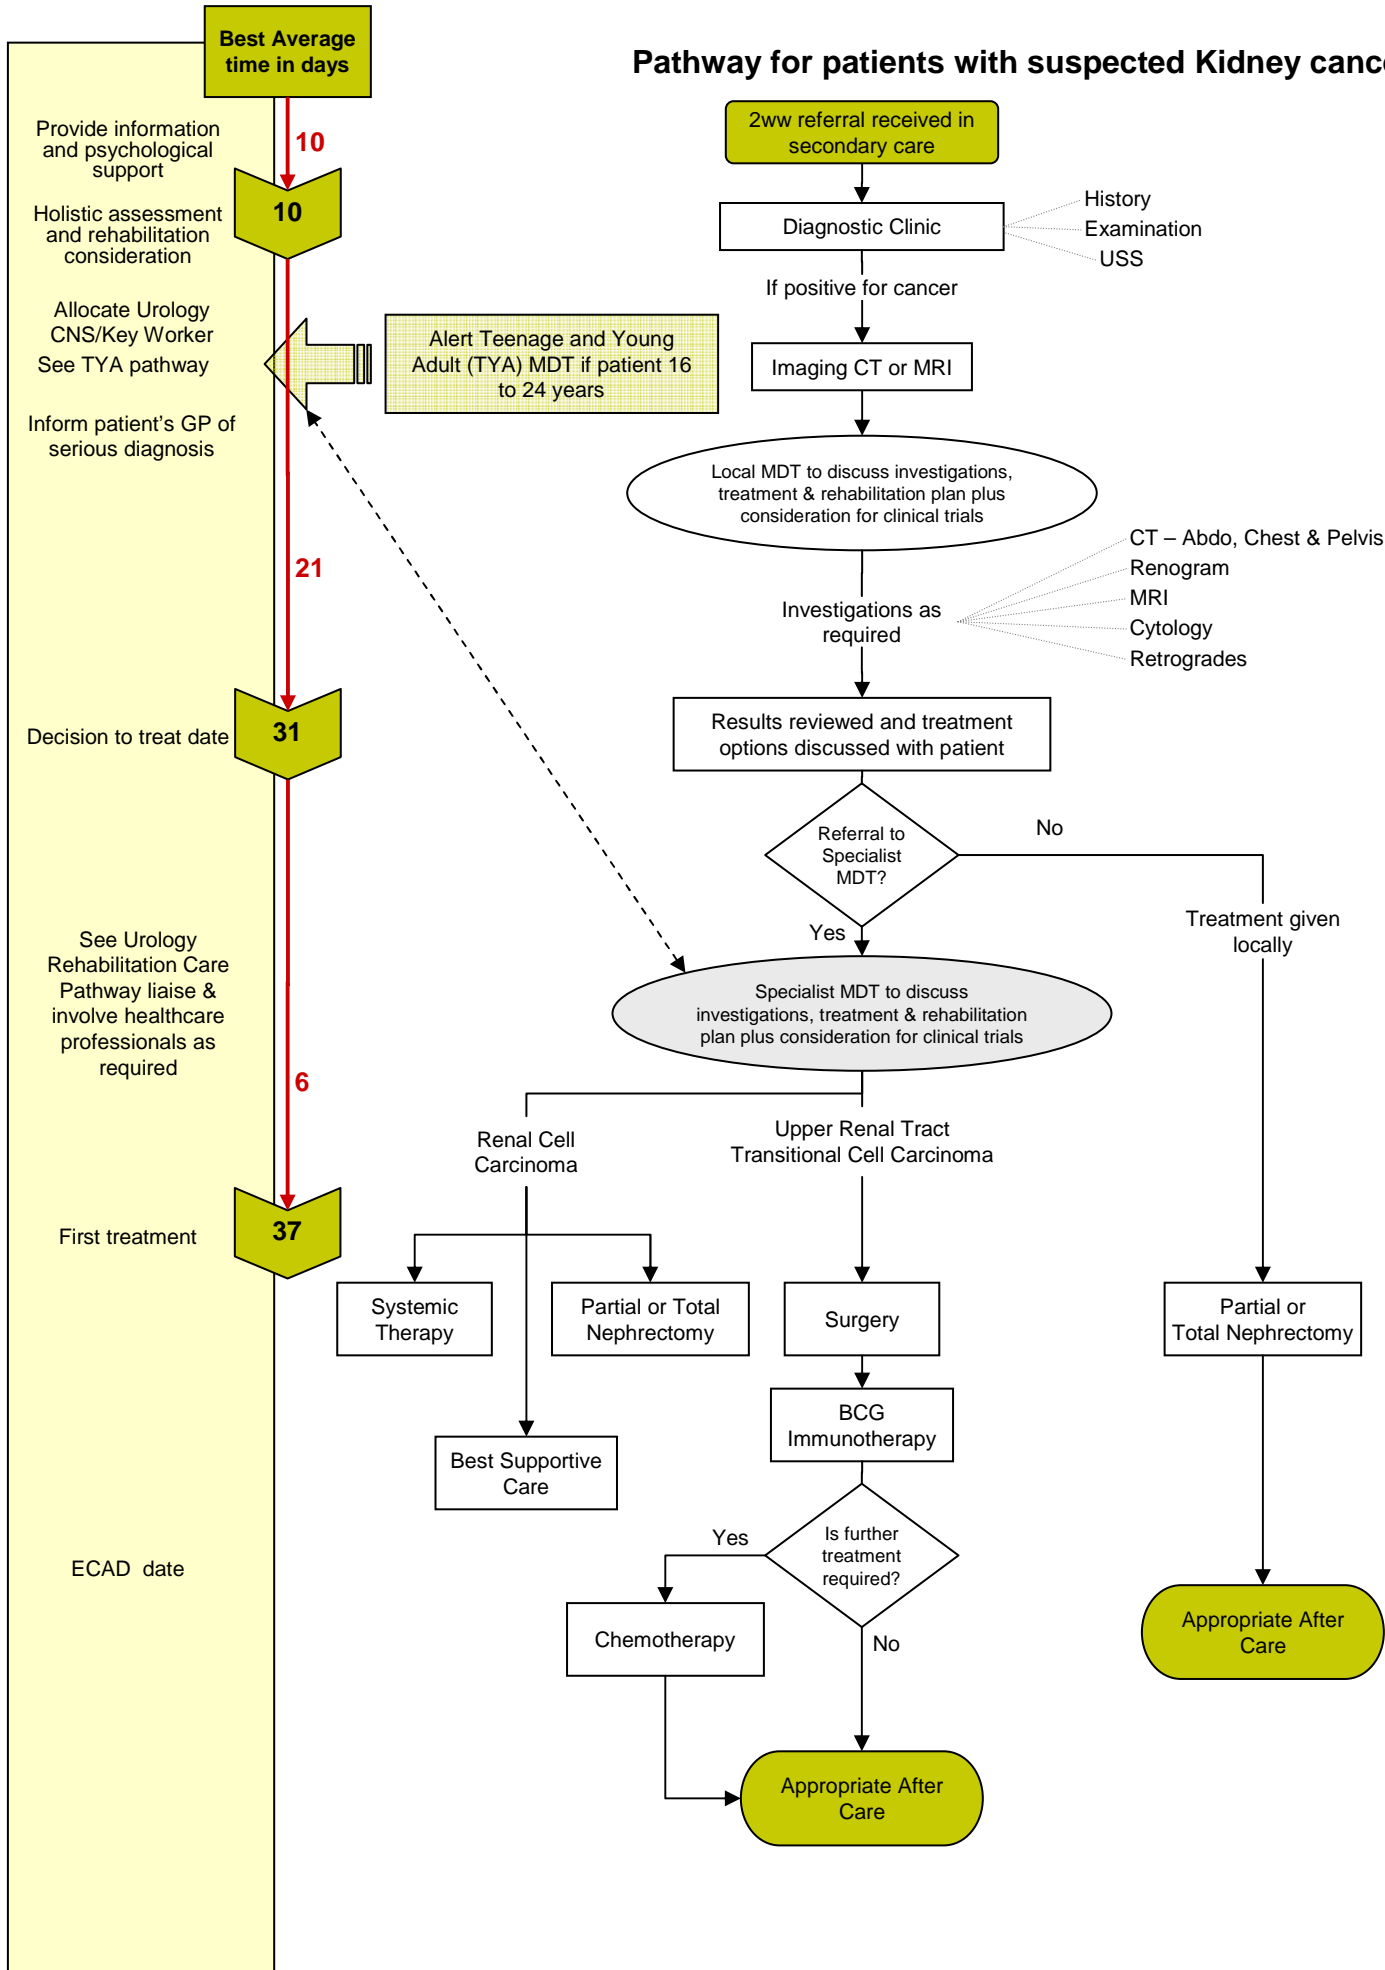 Best Average
time in days
Pathway for patients with suspected Kidney canc
Provide information
and psychological
support
10
10
Holistic assessment
and rehabilitation
consideration
Allocate Urology
CNS/Key Worker
See TYA pathway
Inform patient's GP of
serious diagnosis
Alert Teenage and Young
Adult (TYA) MDT if patient 16
to 24 years
21
Decision to treat date
31
See Urology
Rehabilitation Care
Pathway liaise &
involve healthcare
professionals as
required
6
First treatment
37
ECAD date
2ww referral received in
secondary care
Diagnostic Clinic
History
Examination
USS
If positive for cancer
Imaging CT or MRI
Local MDT to discuss investigations,
treatment & rehabilitation plan plus
consideration for clinical trials
Investigations as
required
CT – Abdo, Chest & Pelvis
Renogram
MRI
Cytology
Retrogrades
Results reviewed and treatment
options discussed with patient
Referral to
Specialist
MDT?
No
Yes
Treatment given
locally
Specialist MDT to discuss
investigations, treatment & rehabilitation
plan plus consideration for clinical trials
Renal Cell
Carcinoma
Upper Renal Tract
Transitional Cell Carcinoma
Systemic
Therapy
Partial or Total
Nephrectomy
Best Supportive
Care
Surgery
BCG
Immunotherapy
Is further
treatment
required?
Yes
No
Chemotherapy
Appropriate After
Care
Partial or
Total Nephrectomy
Appropriate After
Care